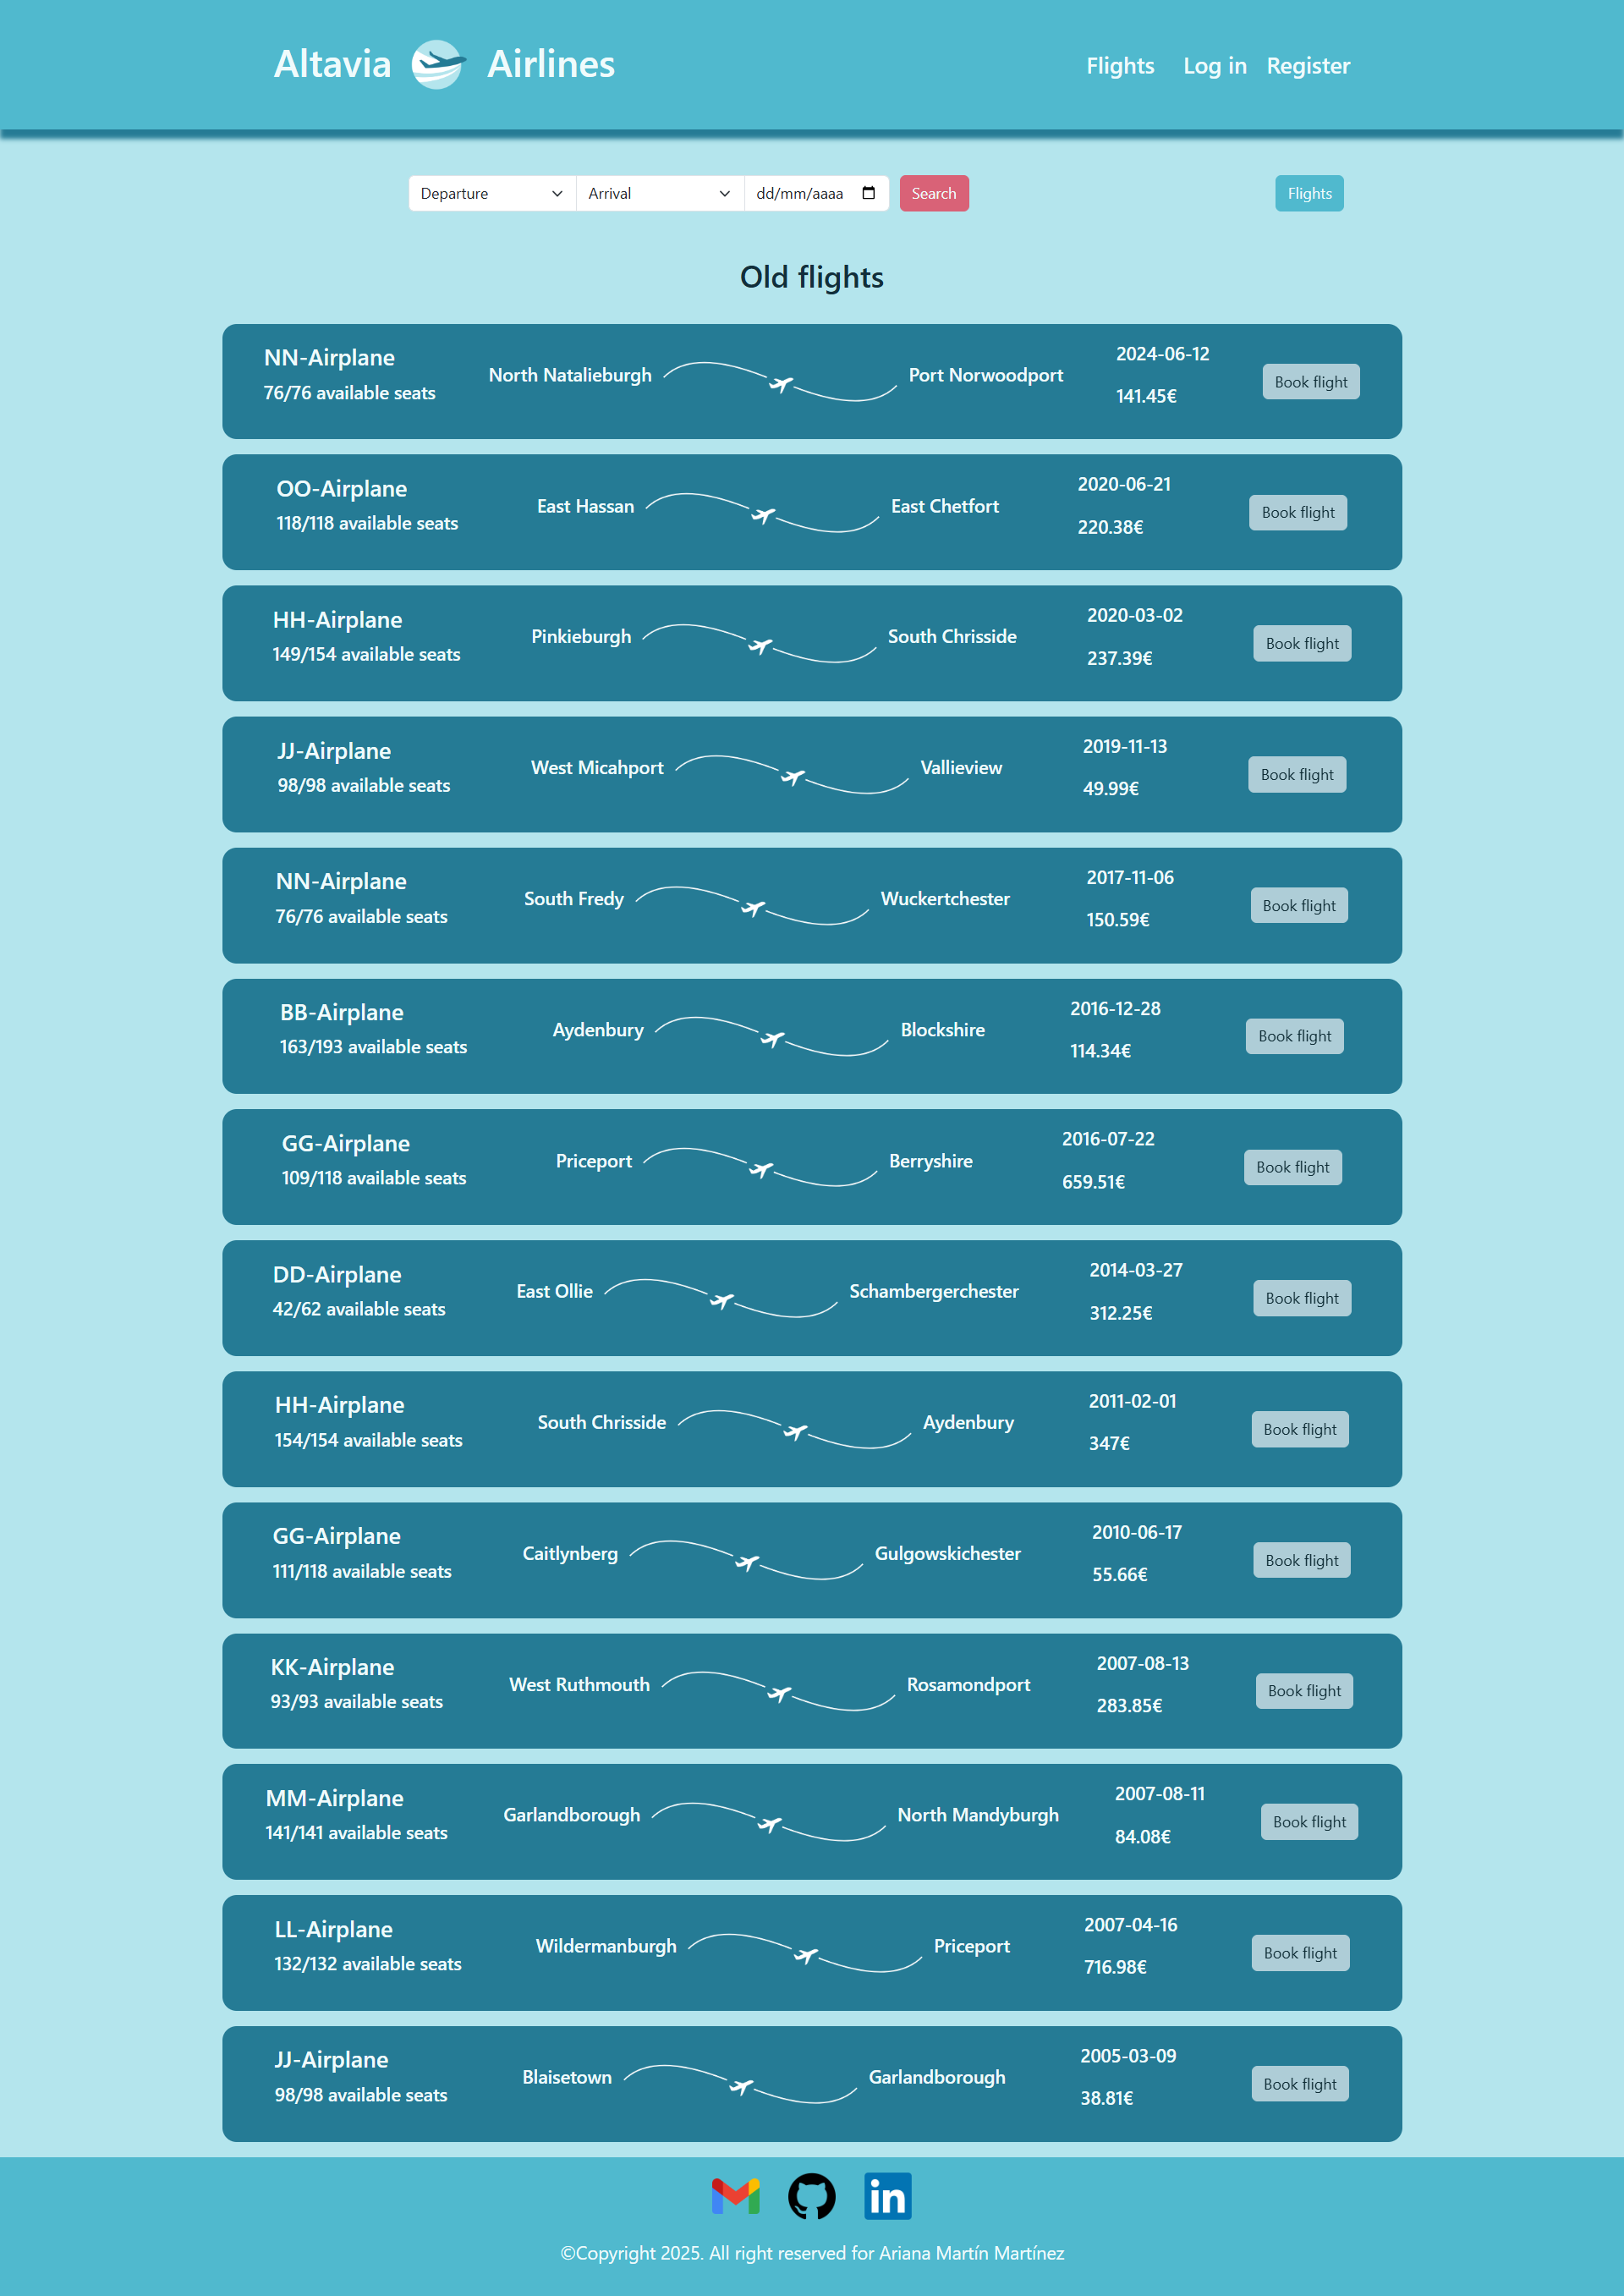 Altavia Airlines
Flights Log in Register
Departure Arrival dd/mm/aaaa Search Flights
Old flights
NN-Airplane
76/76 available seats
North Natalieburgh Port Norwoodport
2024-06-12
141.45€
Book flight
OO-Airplane
118/118 available seats
East Hassan East Chetfort
2020-06-21
220.38€
Book flight
HH-Airplane
149/154 available seats
Pinkieburgh South Chrisside
2020-03-02
237.39€
Book flight
JJ-Airplane
98/98 available seats
West Micahport Vallieview
2019-11-13
49.99€
Book flight
NN-Airplane
76/76 available seats
South Fredy Wuckertchester
2017-11-06
150.59€
Book flight
BB-Airplane
163/193 available seats
Aydenbury Blockshire
2016-12-28
114.34€
Book flight
GG-Airplane
109/118 available seats
Priceport Berryshire
2016-07-22
659.51€
Book flight
DD-Airplane
42/62 available seats
East Ollie Schambergerchester
2014-03-27
312.25€
Book flight
HH-Airplane
154/154 available seats
South Chrisside Aydenbury
2011-02-01
347€
Book flight
GG-Airplane
111/118 available seats
Caitlynberg Gulgowskichester
2010-06-17
55.66€
Book flight
KK-Airplane
93/93 available seats
West Ruthmouth Rosamondport
2007-08-13
283.85€
Book flight
MM-Airplane
141/141 available seats
Garlandborough North Mandyburgh
2007-08-11
84.08€
Book flight
LL-Airplane
132/132 available seats
Wildermanburgh Priceport
2007-04-16
716.98€
Book flight
JJ-Airplane
98/98 available seats
Blaisetown Garlandborough
2005-03-09
38.81€
Book flight
in
©Copyright 2025. All right reserved for Ariana Martín Martínez